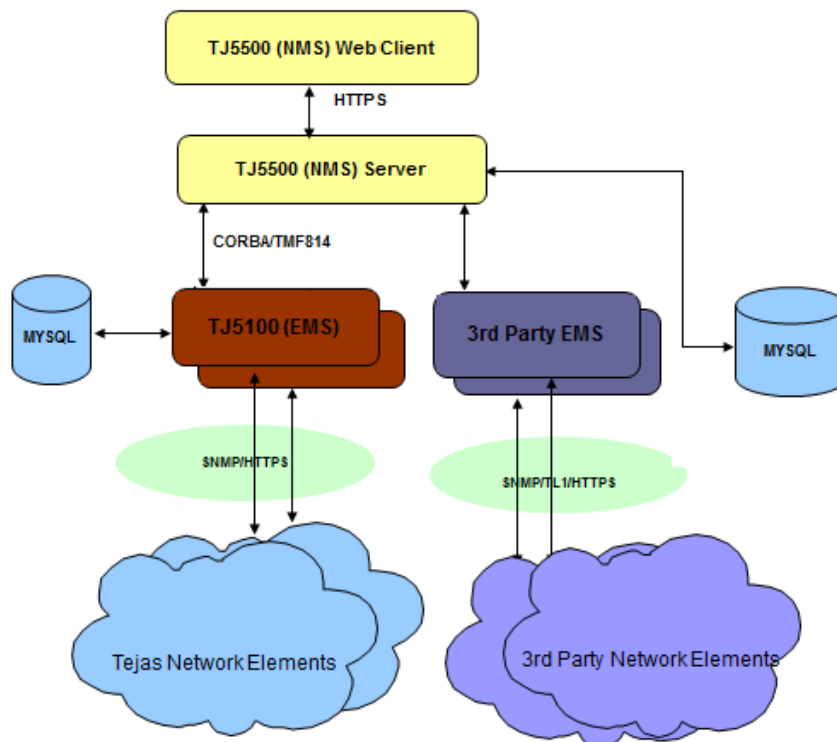 TJ5500 (NMS) Web Client
HTTPS
TJ5500 (NMS) Server
CORBA/TMF814
TJ5100 (EMS)
3rd Party EMS
MYSQL
MYSQL
SNMP/HTTPS
SNMP/TL1/HTTPS
Tejas Network Elements
3rd Party Network Elements